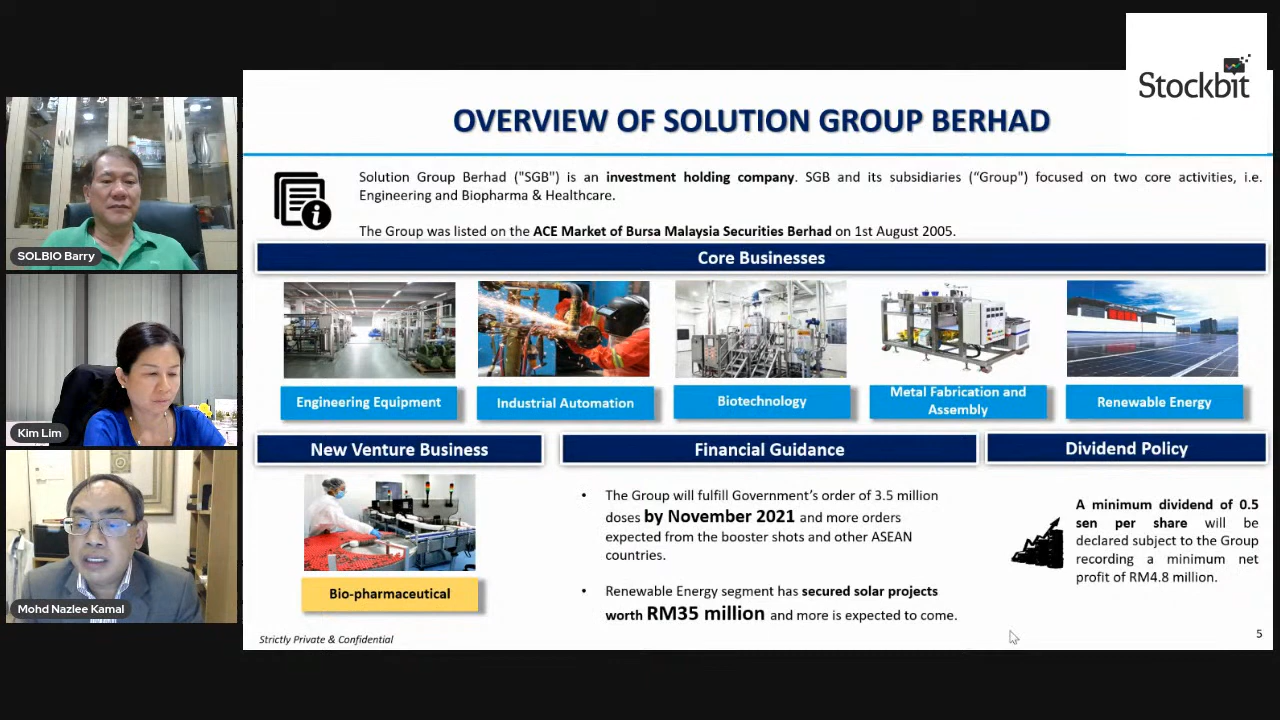 Stockbit
OVERVIEW OF SOLUTION GROUP BERHAD
Solution Group Berhad ("SGB") is an investment holding company. SGB and its subsidiaries (“Group") focused on two core activities, i.e.
Engineering and Biopharma & Healthcare.
The Group was listed on the ACE Market of Bursa Malaysia Securities Berhad on 1st August 2005.
Core Businesses
Engineering Equipment
Industrial Automation
Biotechnology
Metal Fabrication and
Assembly
Renewable Energy
New Venture Business
Bio-pharmaceutical
Financial Guidance
• The Group will fulfill Government’s order of 3.5 million
doses by November 2021 and more orders
expected from the booster shots and other ASEAN
countries.
• Renewable Energy segment has secured solar projects
worth RM35 million and more is expected to come.
Dividend Policy
A minimum dividend of 0.5
sen per share will be
declared subject to the Group
recording a minimum net
profit of RM4.8 million.
Strictly Private & Confidential
5
SOLBIO Barry
Kim Lim
Mohd Nazlee Kamal